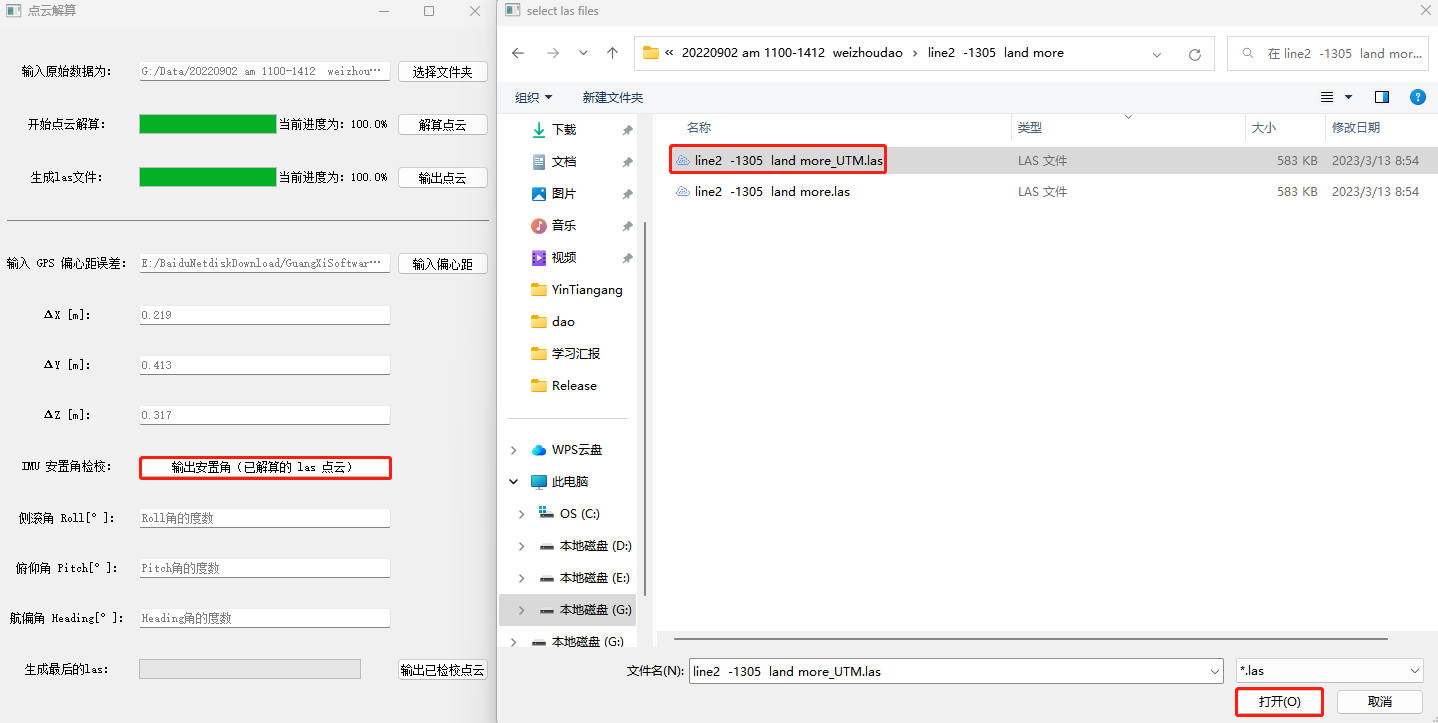 点云解算
输入原始数据为:
G:/Data/20220902 am 1100-1412 weizhou…
选择文件夹
开始点云解算:
当前进度为: 100.0%
解算点云
生成las文件:
当前进度为: 100.0%
输出点云
输入 GPS 偏心距误差:
E:/BaiduNetdiskDownload/GuangXiSoftwar…
输入偏心距
ΔX [m]:
0.219
ΔY [m]:
0.413
ΔZ [m]:
0.317
IMU 安置角检校:
输出安置角（已解算的 las 点云）
侧滚角 Roll[° ]:
Roll角的度数
俯仰角 Pitch[° ]:
Pitch角的度数
航偏角 Heading[° ]:
Heading角的度数
生成最后的las:
输出已检校点云
select las files
« 20220902 am 1100-1412 weizhoudao › line2 -1305 land more
在 line2 -1305 land mor...
组织
新建文件夹
下载
文档
图片
音乐
视频
YinTiangang
dao
学习汇报
Release
WPS云盘
此电脑
OS (C:)
本地磁盘 (D:)
本地磁盘 (E:)
本地磁盘 (G:)
本地磁盘 (G:)
名称 类型 大小 修改日期
line2 -1305 land more_UTM.las LAS 文件 583 KB 2023/3/13 8:54
line2 -1305 land more.las LAS 文件 583 KB 2023/3/13 8:54
文件名(N):
line2 -1305 land more_UTM.las
*.las
打开(O)
取消